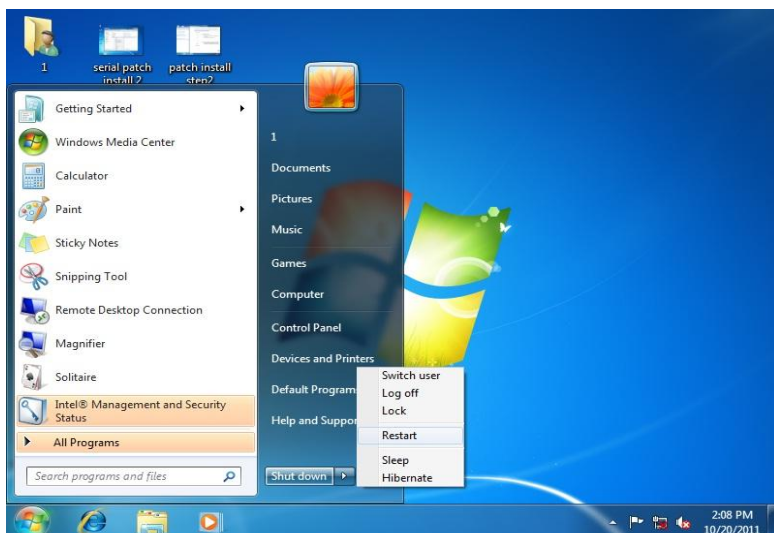 1
serial patch
install 2
patch install
step2
Getting Started
Windows Media Center
Calculator
Paint
Sticky Notes
Snipping Tool
Remote Desktop Connection
Magnifier
Solitaire
Intel® Management and Security
Status
All Programs
Search programs and files
1
Documents
Pictures
Music
Games
Computer
Control Panel
Devices and Printers
Default Program
Help and Suppor
Shut down
Switch user
Log off
Lock
Restart
Sleep
Hibernate
2:08 PM
10/20/2011